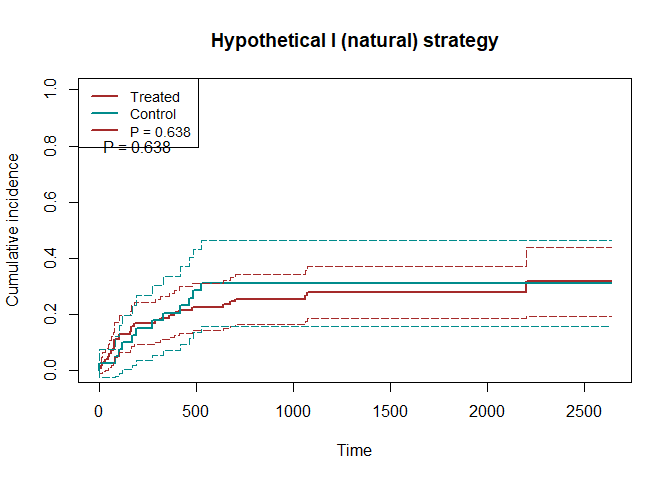 Hypothetical I (natural) strategy
Treated
Control
P = 0.638
P = 0.638
Cumulative incidence
1.0
0.8
0.6
0.4
0.2
0.0
0 500 1000 1500 2000 2500
Time